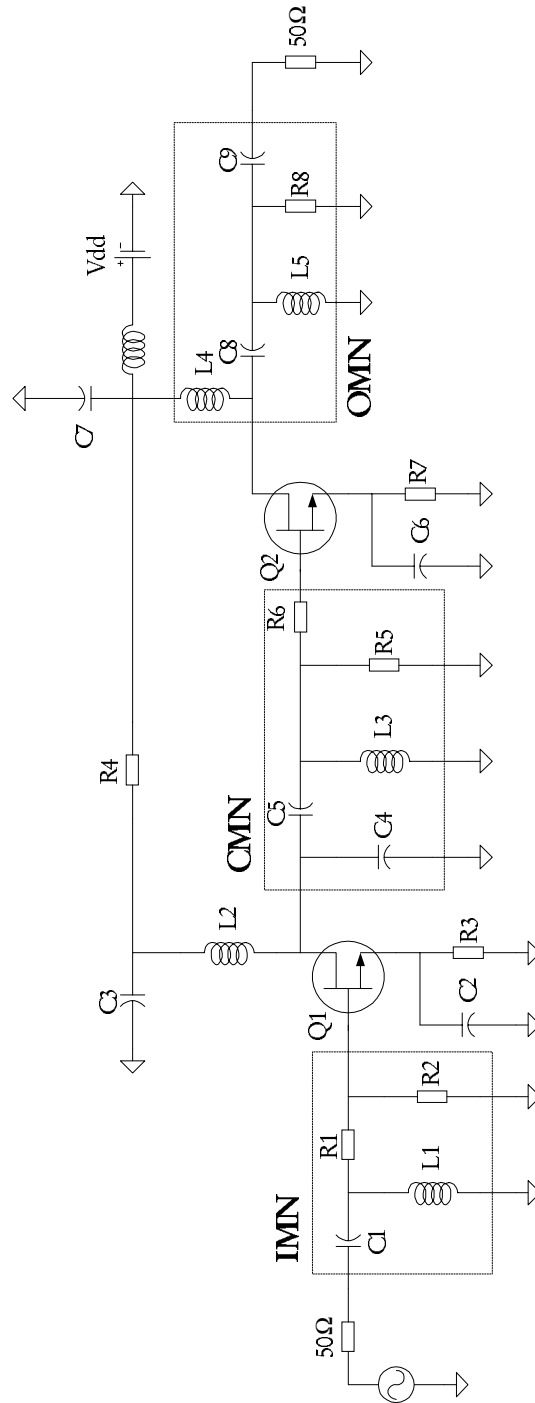 C7
Vdd
+ -
L4
C8
L5
R8
C9
50Ω
OMN
R4
C3
L2
CMN
C5
C4
L3
R5
R6
Q2
C6
R7
IMN
50Ω
C1
L1
R1
R2
Q1
C2
R3